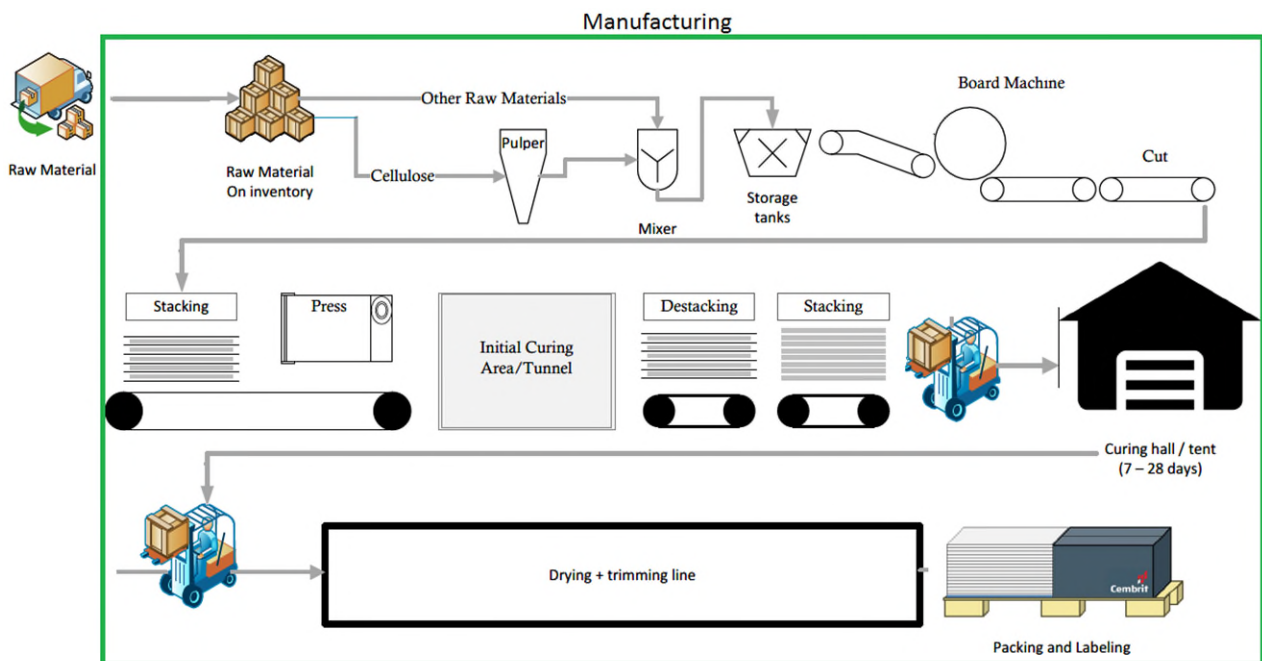 Manufacturing
Raw Material
Raw Material
On inventory
Other Raw Materials
Cellulose
Pulper
Mixer
Storage
tanks
Board Machine
Cut
Stacking
Press
Initial Curing
Area/Tunnel
Destacking
Stacking
Curing hall / tent
(7 – 28 days)
Drying + trimming line
Cembrit
Packing and Labeling